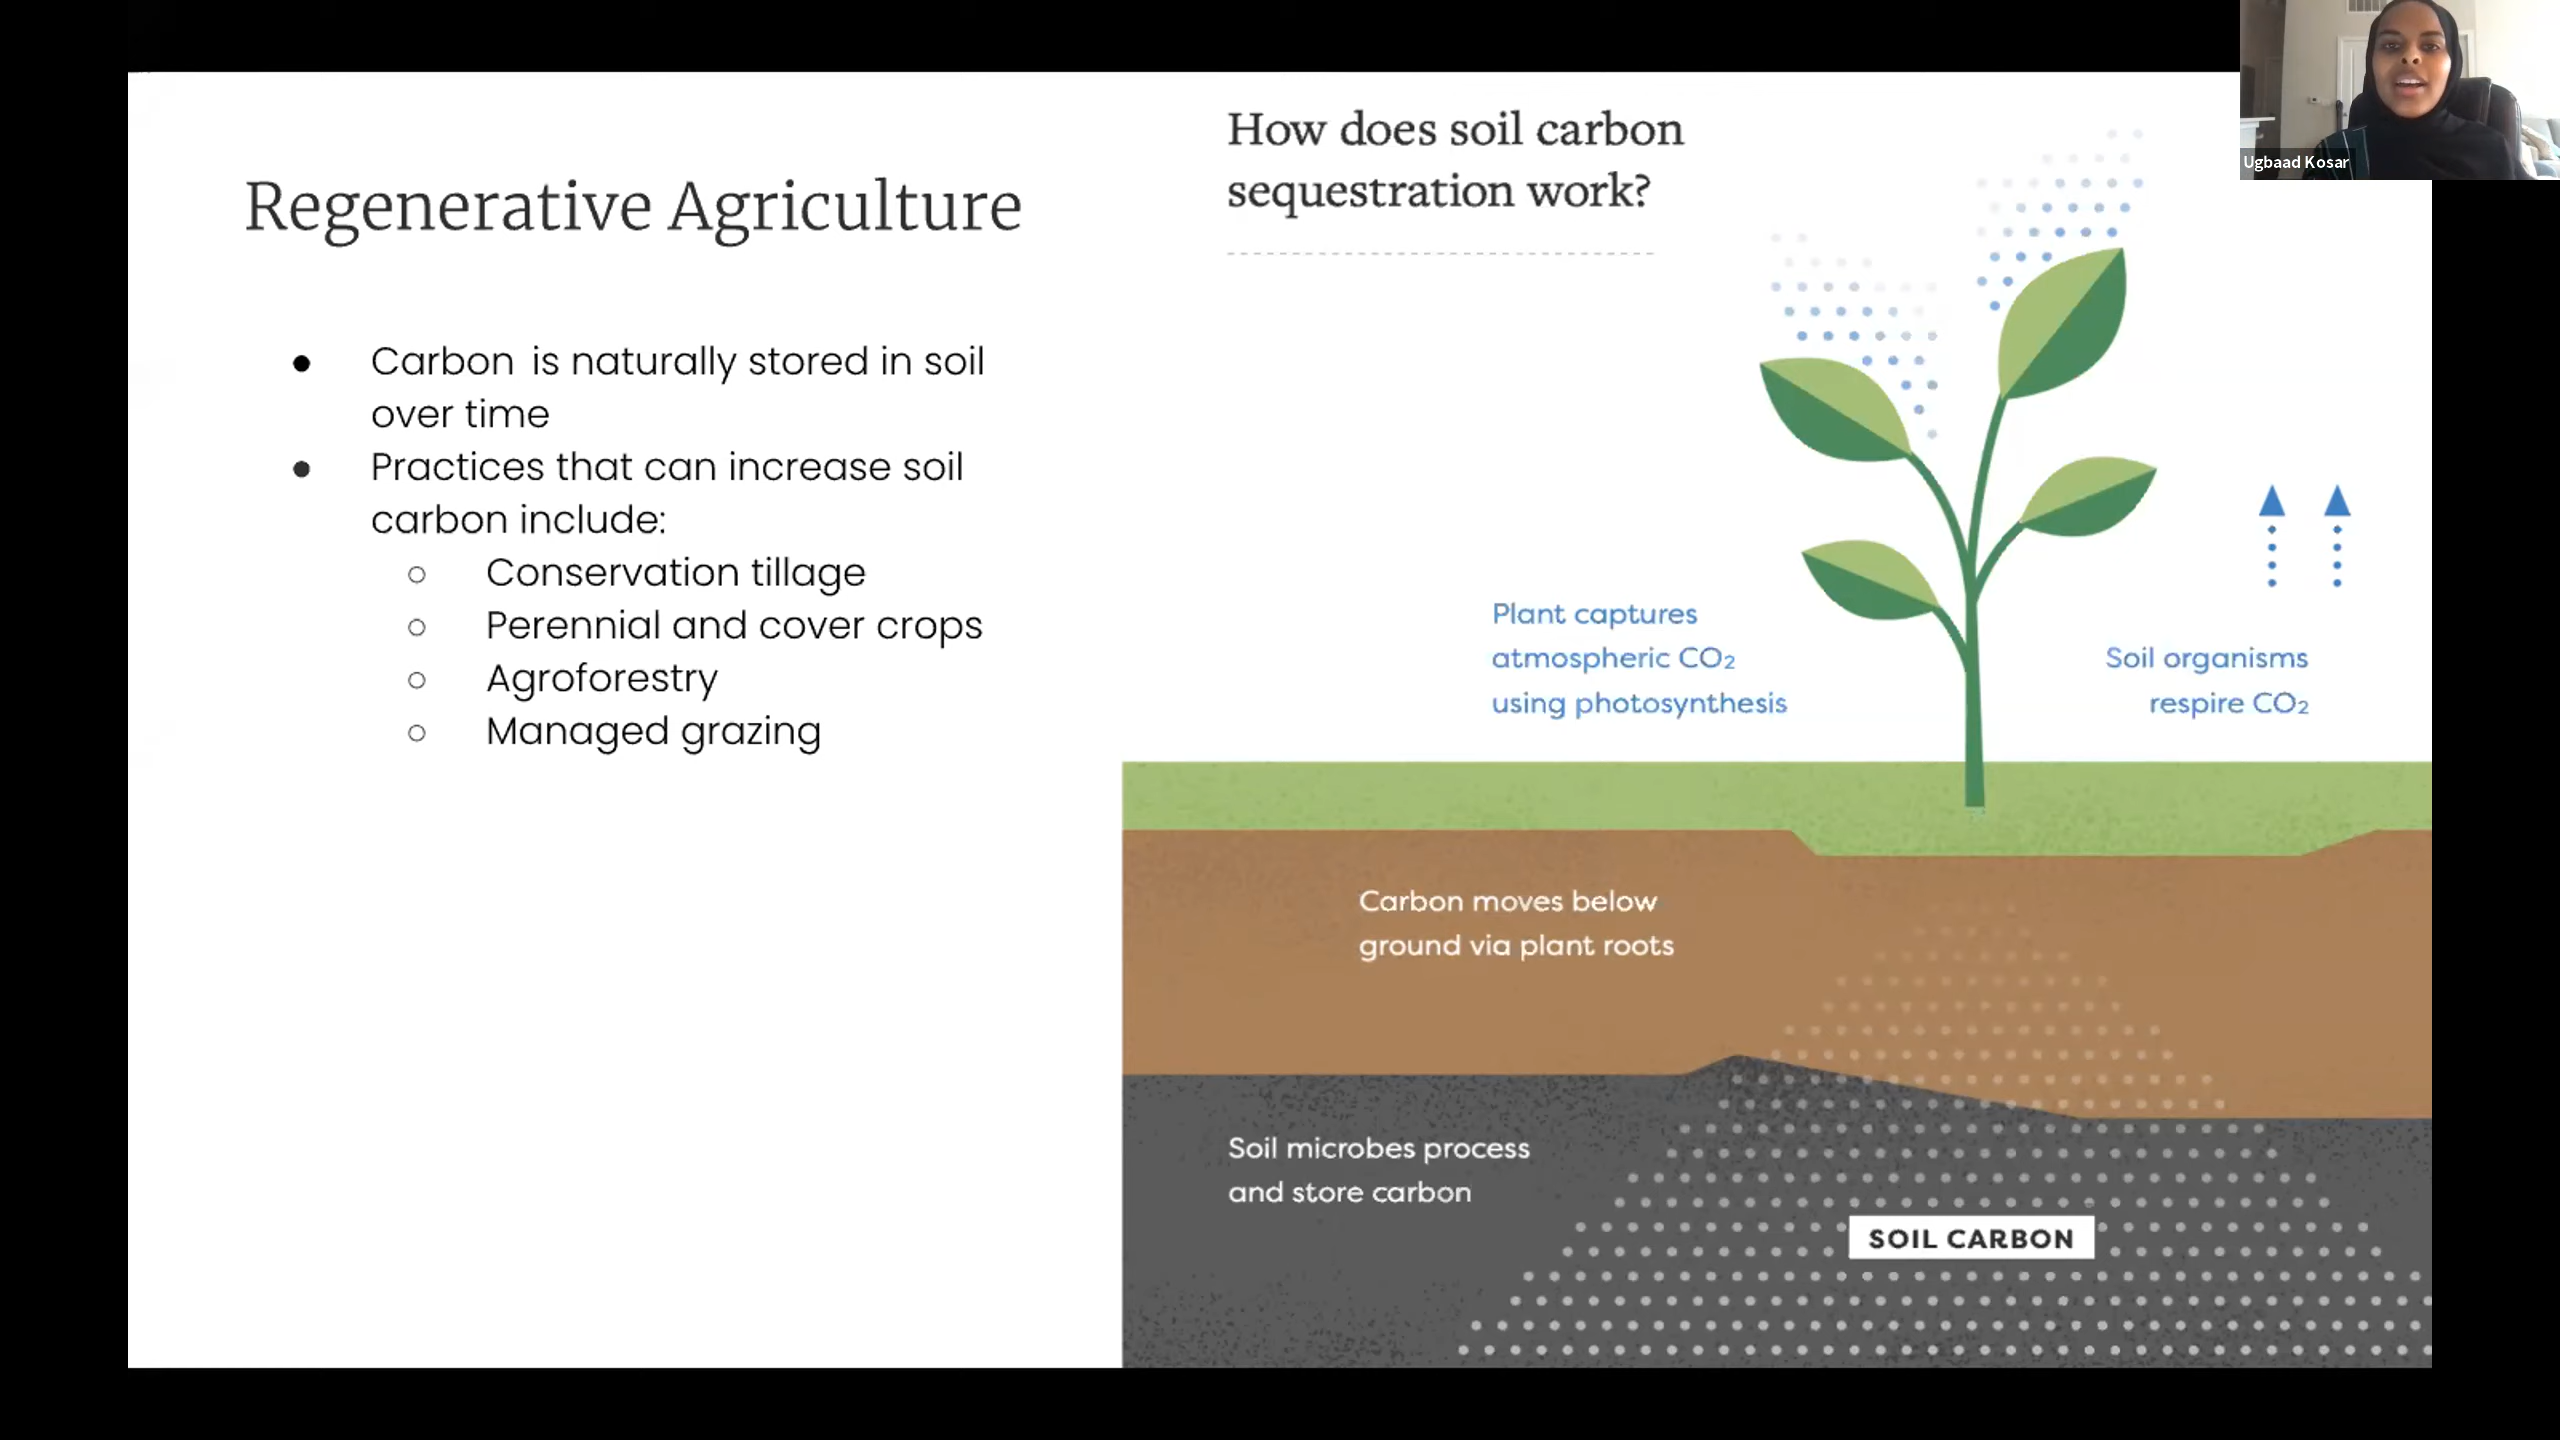 Regenerative Agriculture
● Carbon is naturally stored in soil
over time
● Practices that can increase soil
carbon include:
○ Conservation tillage
○ Perennial and cover crops
○ Agroforestry
○ Managed grazing
How does soil carbon
sequestration work?
Plant captures
atmospheric CO₂
using photosynthesis
Soil organisms
respire CO₂
Carbon moves below
ground via plant roots
Soil microbes process
and store carbon
SOIL CARBON
Ugbaad Kosar